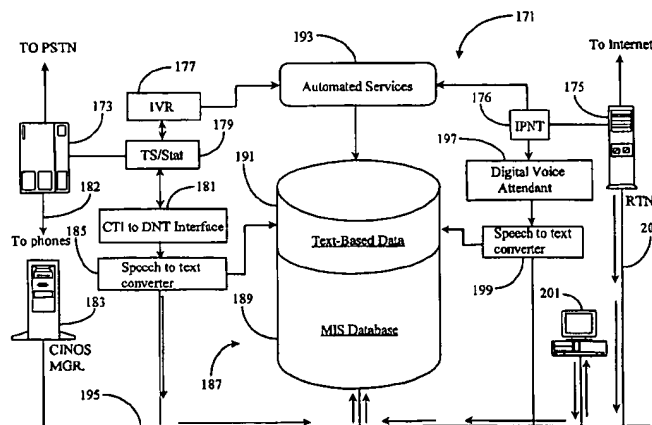 193
171
TO PSTN
To Internet
177
Automated Services
175
IVR
176
173
IPNT
179
197
TS/Stat
191
Digital Voice
Attendant
182
181
RTN
To phones
CTI to DNT Interface
185
Text-Based Data
Speech to text
converter
Speech to text
converter
199
201
183
189
MIS Database
CINOS
MGR.
187
195